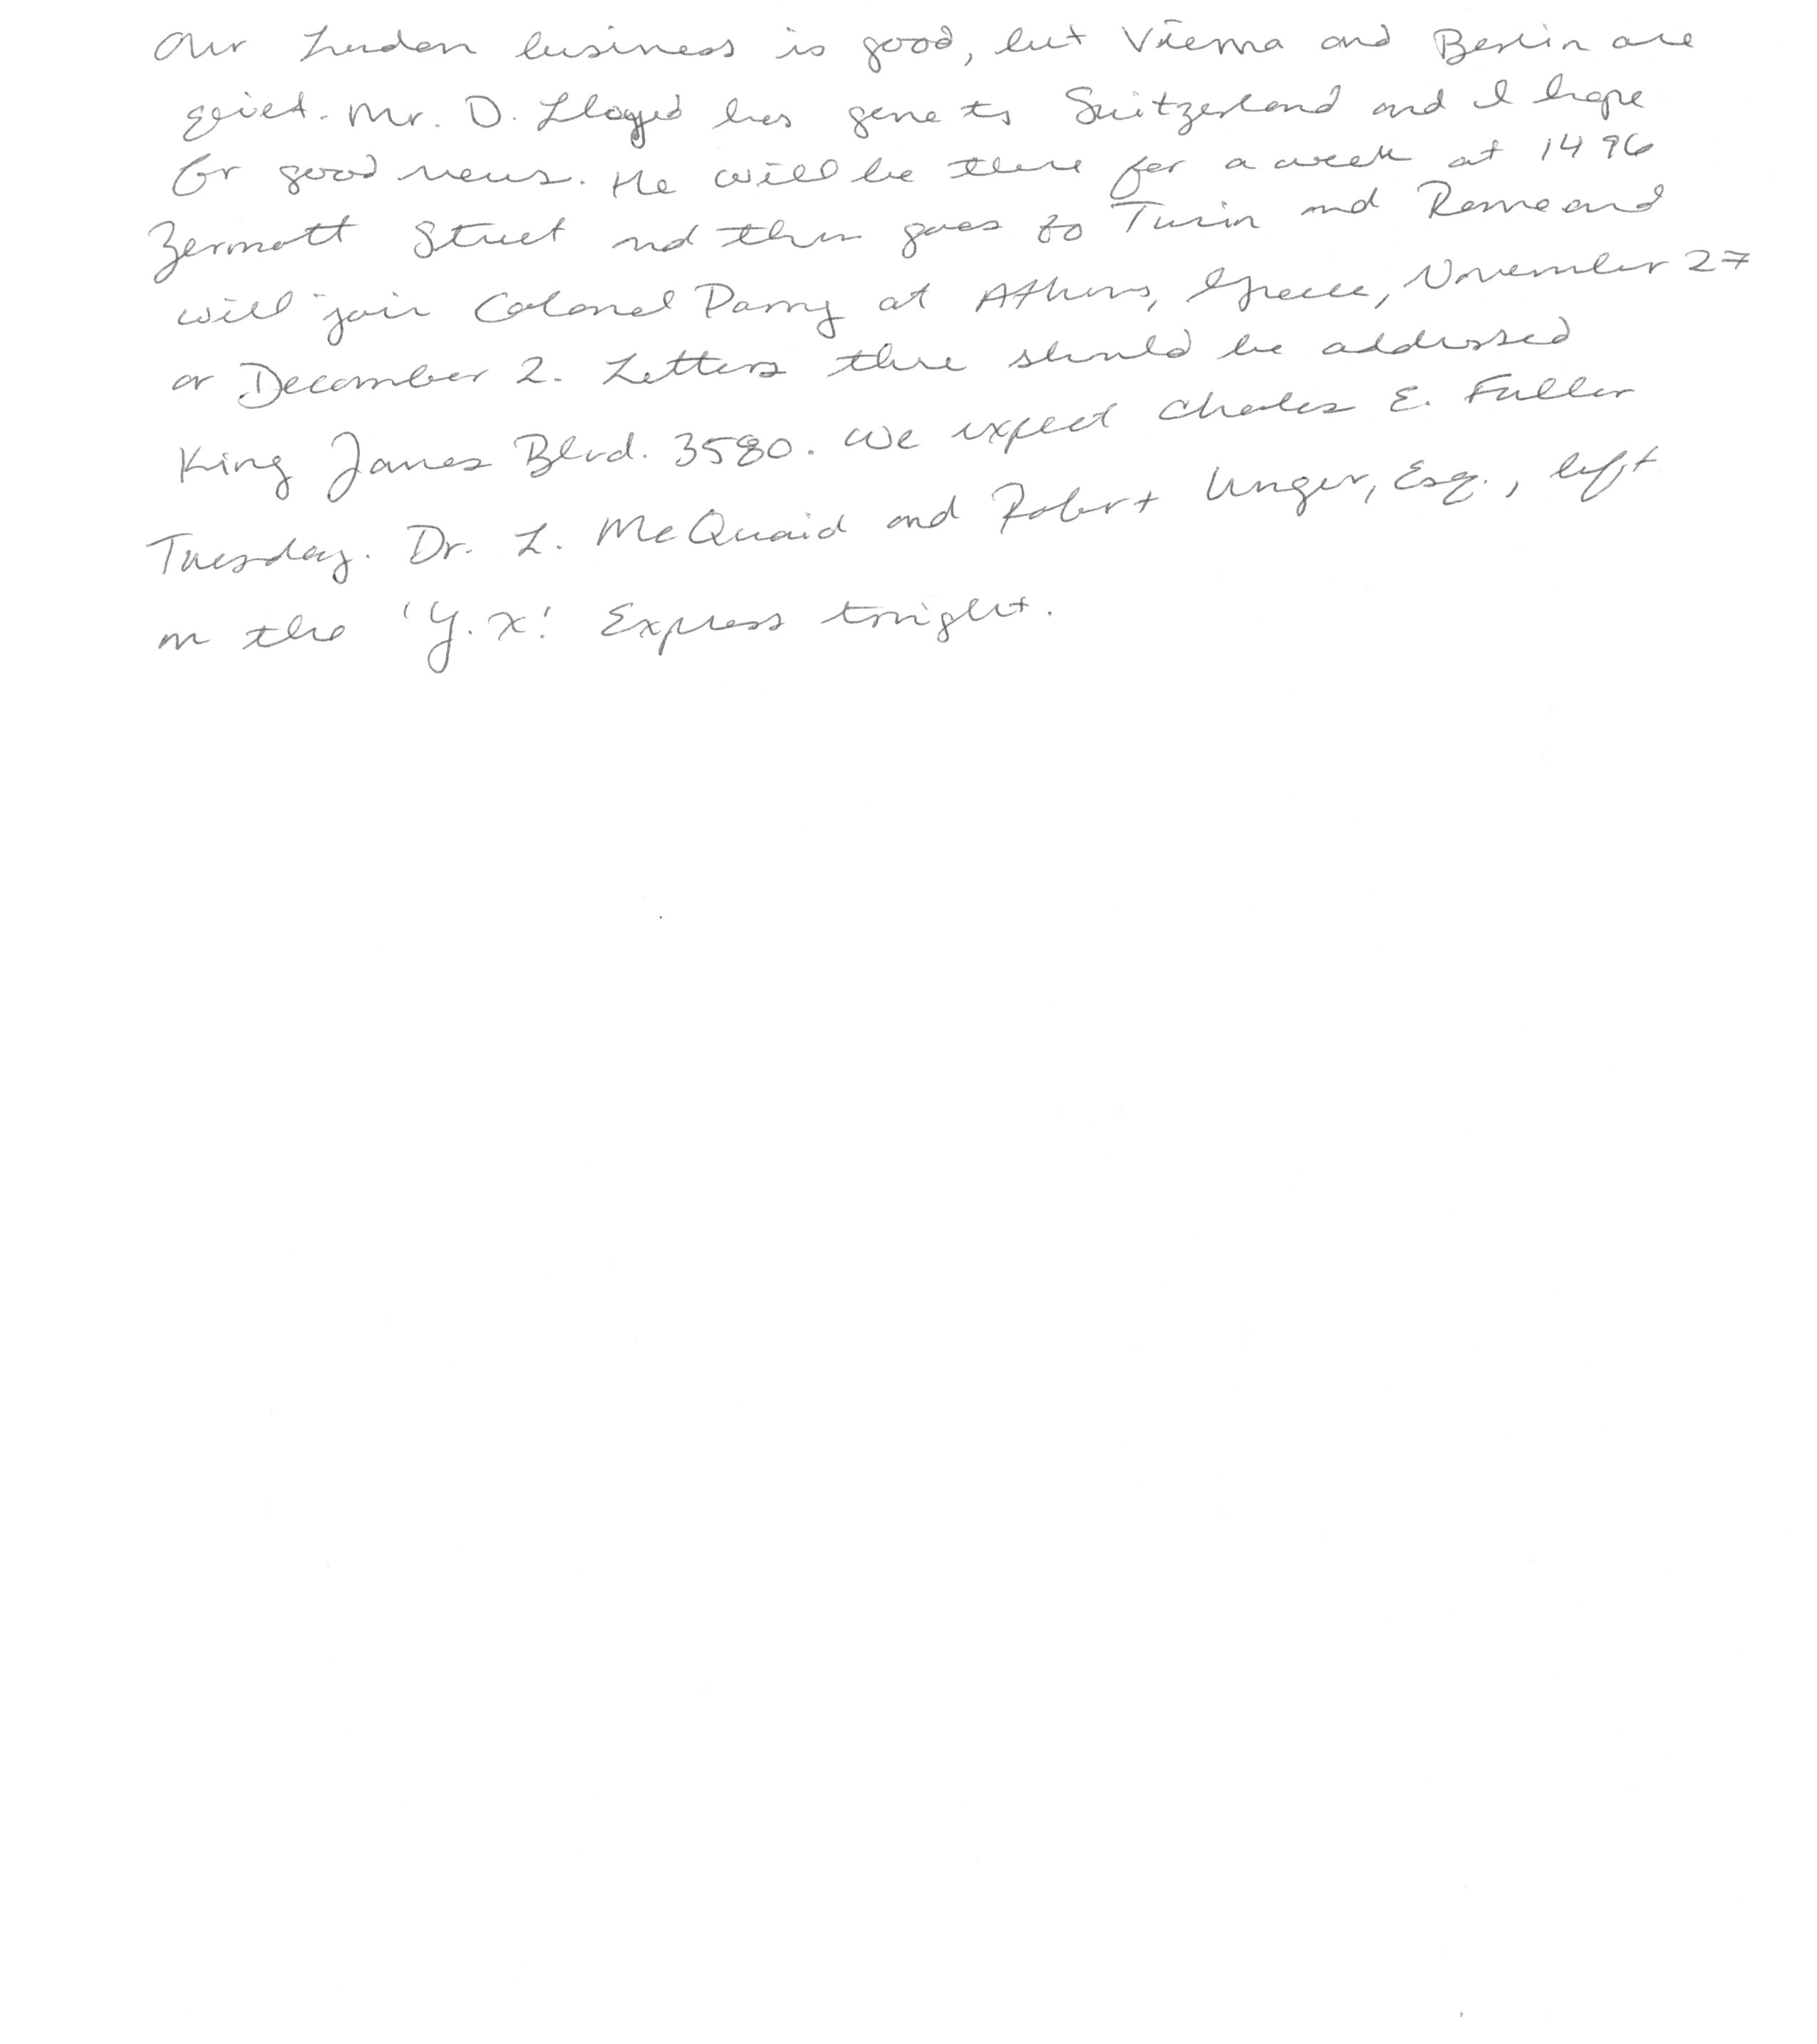 Our London business is good, but Vienna and Berlin are
quiet. Mr. D. Lloyd has gone to Switzerland and I hope
for good news. He will be there for a week at 1496
Zermott Street and then goes to Turin and Rome and
will join Colonel Parry at Athens, Greece, November 27
or December 2. Letters there should be addressed
King James Blvd. 3580. We expect Charles E. Fuller
Tuesday. Dr. L. McQuaid and Robert Unger, Esq., left
on the 'Y.X.' Express tonight.